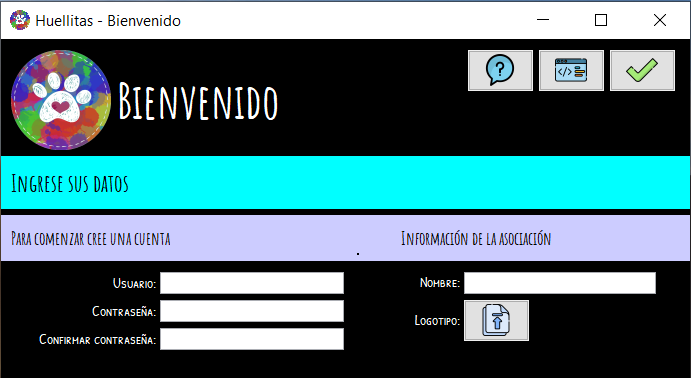 Huellitas - Bienvenido
Bienvenido
Ingrese sus datos
Para comenzar cree una cuenta
.
Información de la asociación
Usuario:
Nombre:
Contraseña:
Logotipo:
Confirmar contraseña: